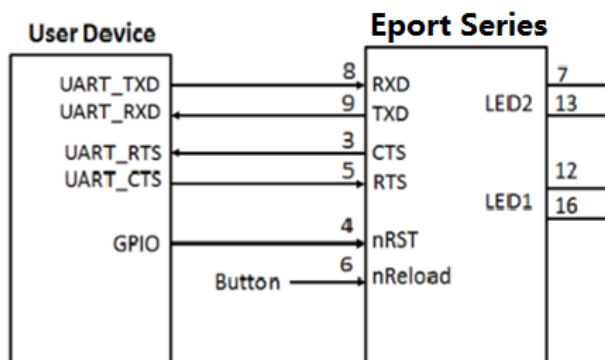 User Device
Eport Series
UART_TXD 8 RXD 7
UART_RXD 9 TXD LED2 13
UART_RTS 3 CTS
UART_CTS 5 RTS 12
LED1 16
GPIO 4 nRST
Button 6 nReload